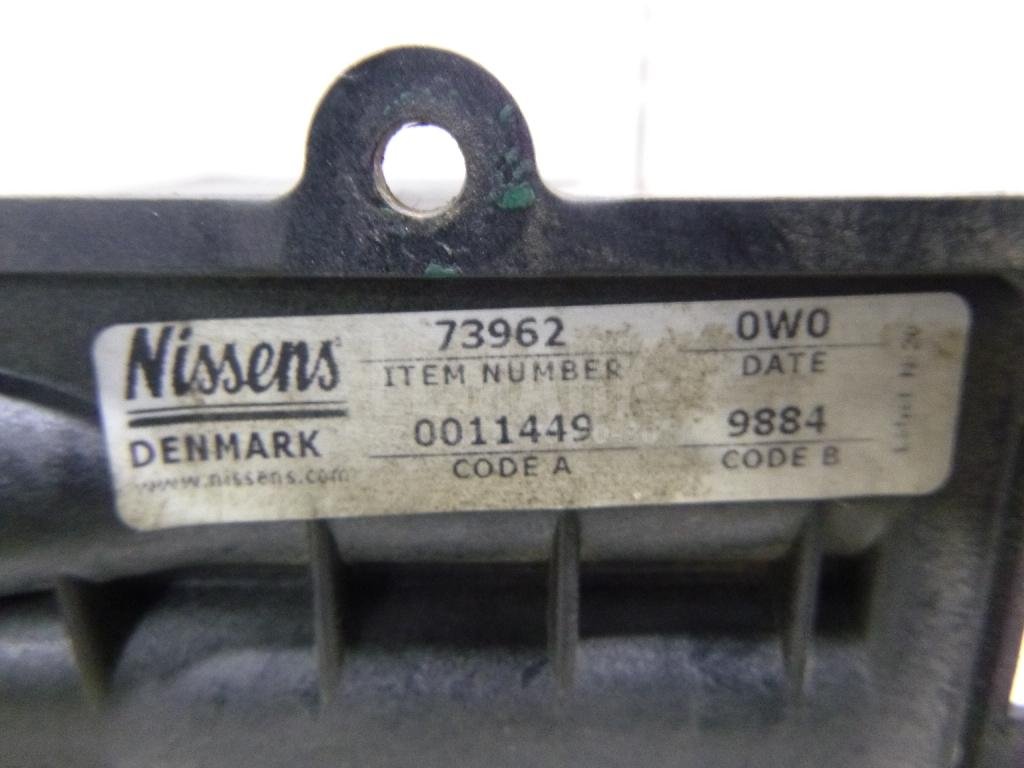 Nissens
DENMARK
www.nissens.com
73962
ITEM NUMBER
0W0
DATE
0011449
CODE A
9884
CODE B